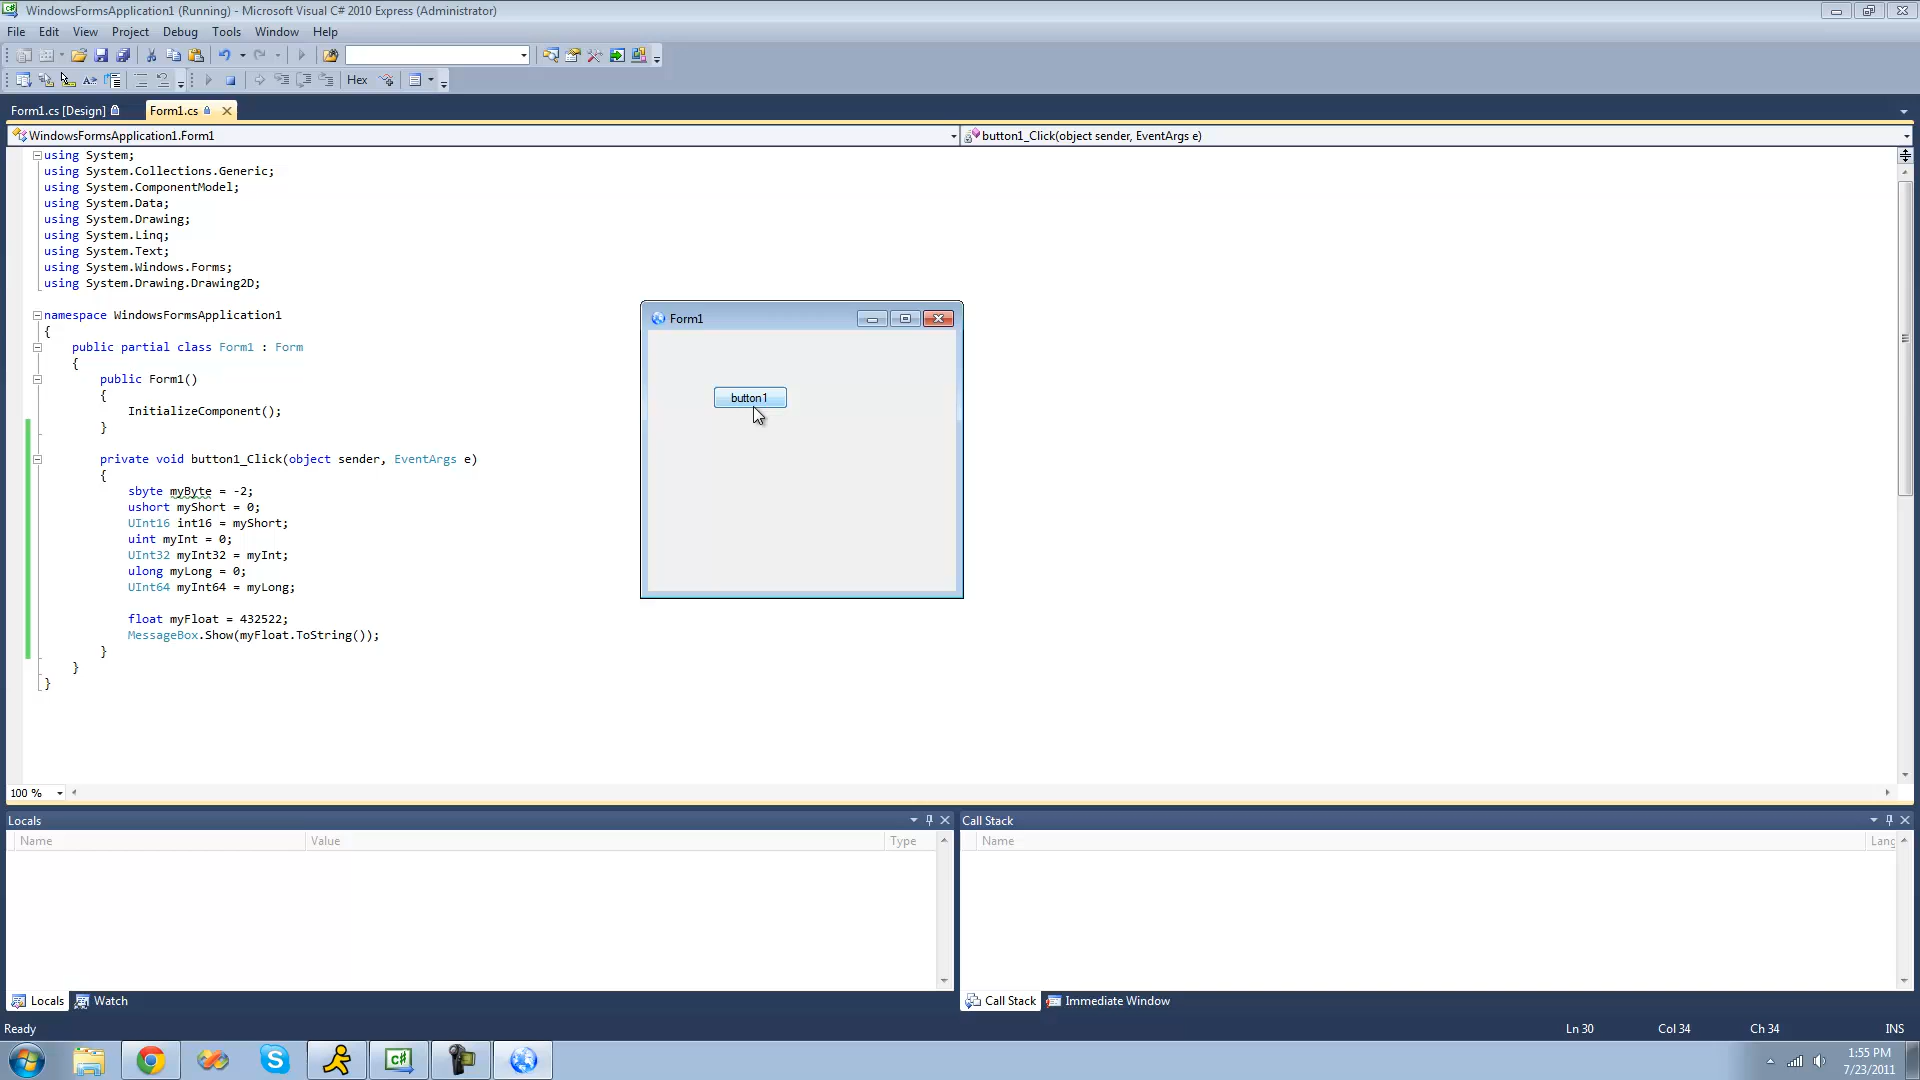 WindowsFormsApplication1 (Running) - Microsoft Visual C# 2010 Express (Administrator)
File Edit View Project Debug Tools Window Help
Hex
Form1.cs [Design] Form1.cs
WindowsFormsApplication1.Form1 button1_Click(object sender, EventArgs e)
using System;
using System.Collections.Generic;
using System.ComponentModel;
using System.Data;
using System.Drawing;
using System.Linq;
using System.Text;
using System.Windows.Forms;
using System.Drawing.Drawing2D;
namespace WindowsFormsApplication1
{
public partial class Form1 : Form
{
public Form1()
{
InitializeComponent();
}
private void button1_Click(object sender, EventArgs e)
{
sbyte myByte = -2;
ushort myShort = 0;
UInt16 int16 = myShort;
uint myInt = 0;
UInt32 myInt32 = myInt;
ulong myLong = 0;
UInt64 myInt64 = myLong;
float myFloat = 432522;
MessageBox.Show(myFloat.ToString());
}
}
}
Form1
button1
100 %
Locals
Name Value Type
Call Stack
Name Lang
Locals Watch
Call Stack Immediate Window
Ready Ln 30 Col 34 Ch 34 INS
C#
S
1:55 PM
7/23/2011